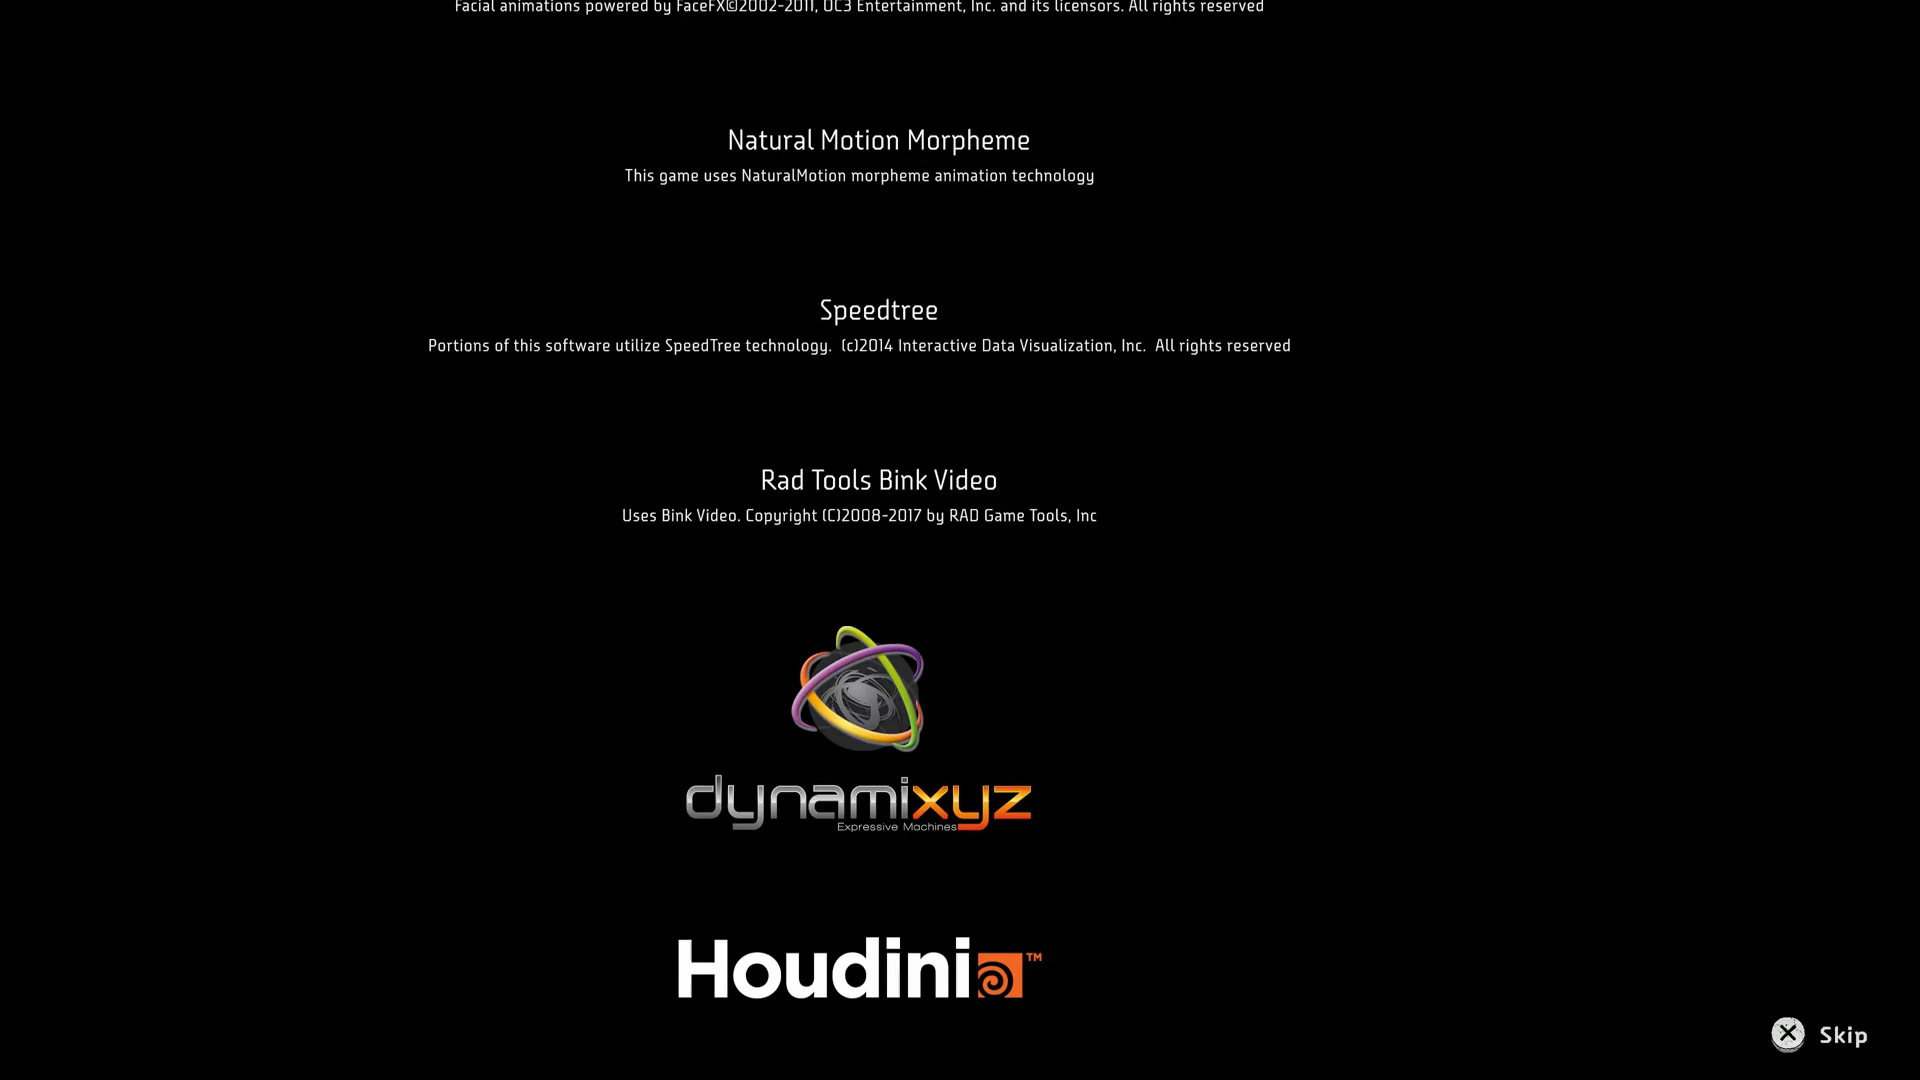 Facial animations powered by FaceFX©2002-2011, OC3 Entertainment, Inc. and its licensors. All rights reserved
Natural Motion Morpheme
This game uses NaturalMotion morpheme animation technology
Speedtree
Portions of this software utilize SpeedTree technology.  (c)2014 Interactive Data Visualization, Inc.  All rights reserved
Rad Tools Bink Video
Uses Bink Video. Copyright (C)2008-2017 by RAD Game Tools, Inc
dynamixyz
Expressive Machines
Houdini™
Skip